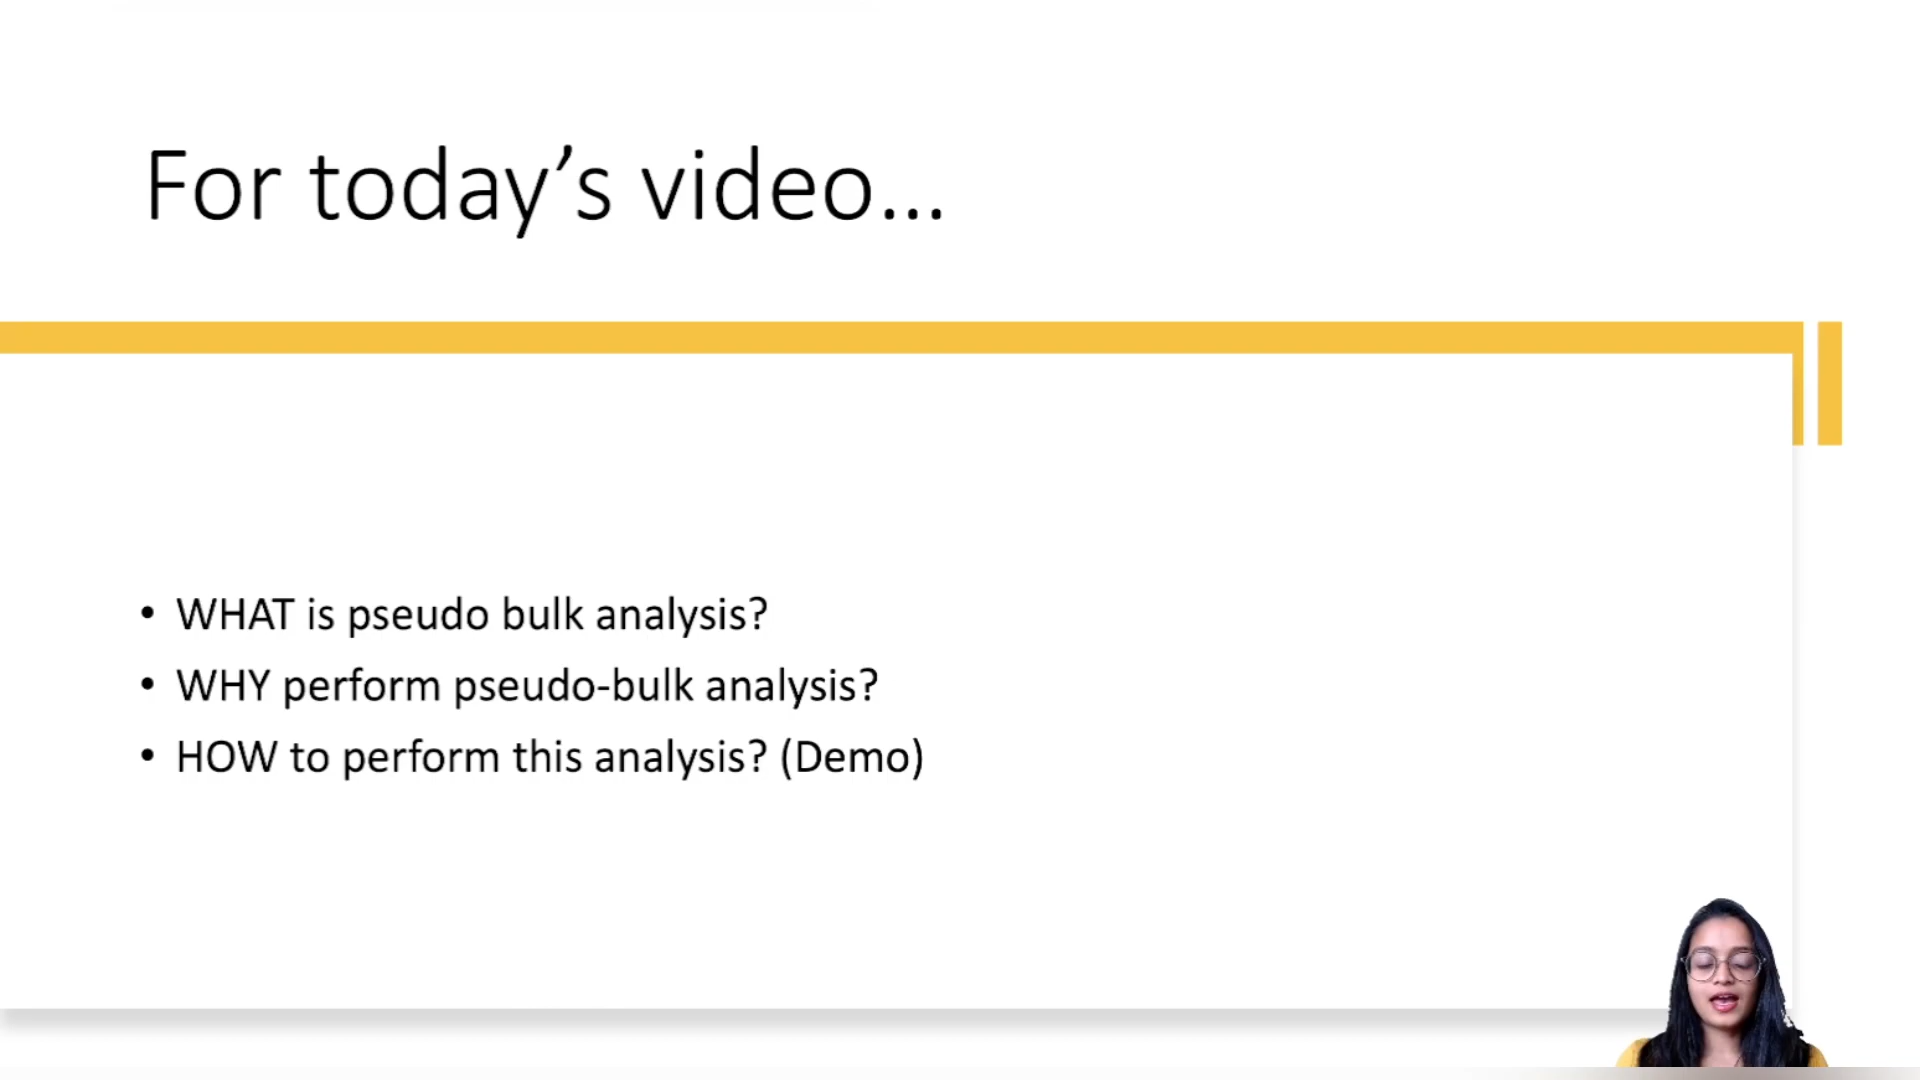 For today’s video…
• WHAT is pseudo bulk analysis?
• WHY perform pseudo-bulk analysis?
• HOW to perform this analysis? (Demo)